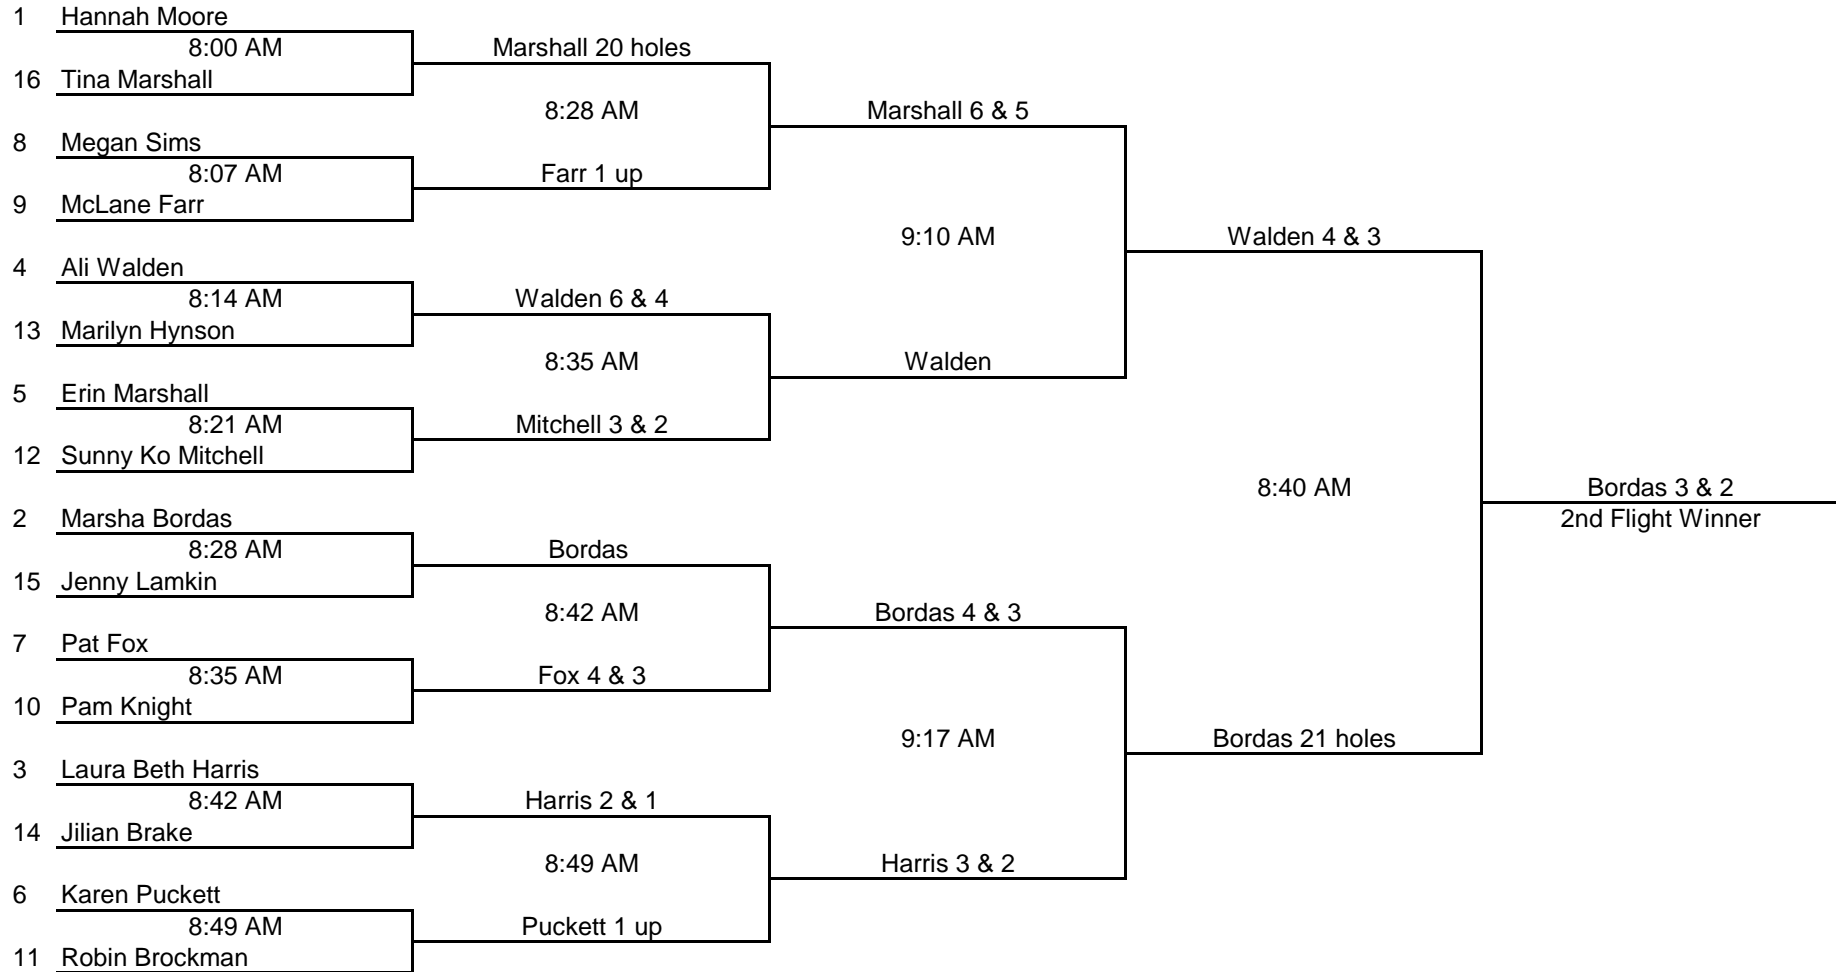 1 Hannah Moore
8:00 AM Marshall 20 holes
16 Tina Marshall
8:28 AM Marshall 6 & 5
8 Megan Sims
8:07 AM Farr 1 up
9 McLane Farr
9:10 AM Walden 4 & 3
4 Ali Walden
8:14 AM Walden 6 & 4
13 Marilyn Hynson
8:35 AM Walden
5 Erin Marshall
8:21 AM Mitchell 3 & 2
12 Sunny Ko Mitchell
8:40 AM Bordas 3 & 2
2 Marsha Bordas 2nd Flight Winner
8:28 AM Bordas
15 Jenny Lamkin
8:42 AM Bordas 4 & 3
7 Pat Fox
8:35 AM Fox 4 & 3
10 Pam Knight
9:17 AM Bordas 21 holes
3 Laura Beth Harris
8:42 AM Harris 2 & 1
14 Jilian Brake
8:49 AM Harris 3 & 2
6 Karen Puckett
8:49 AM Puckett 1 up
11 Robin Brockman